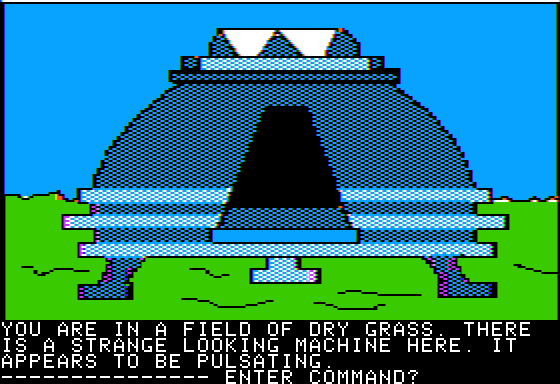 YOU ARE IN A FIELD OF DRY GRASS. THERE
IS A STRANGE LOOKING MACHINE HERE. IT
APPEARS TO BE PULSATING.
--------------- ENTER COMMAND?